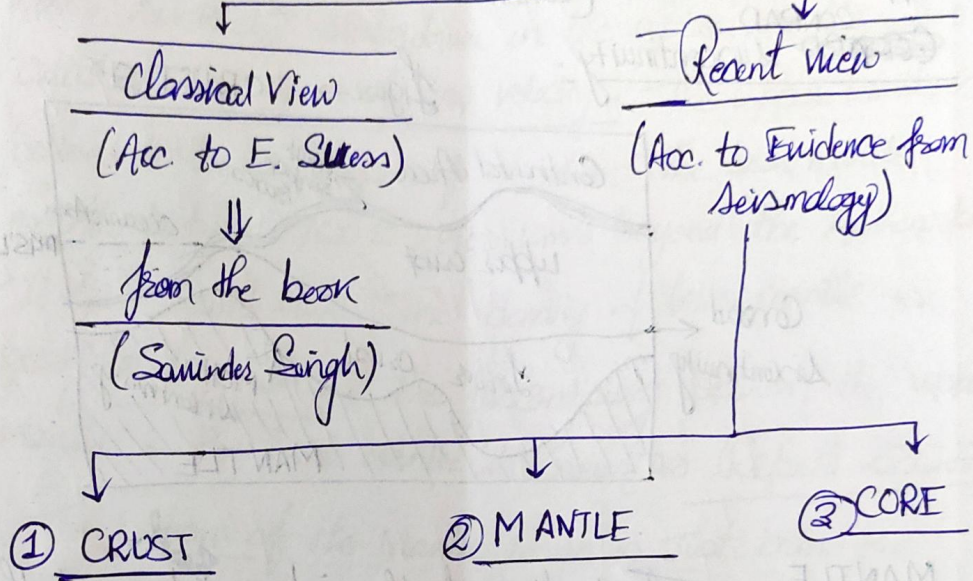 Classical View
(Acc to E. Suess)
from the book
(Savinder Singh)
Recent view
(Acc. to Evidence from
seismology)
① CRUST
② MANTLE
③ CORE